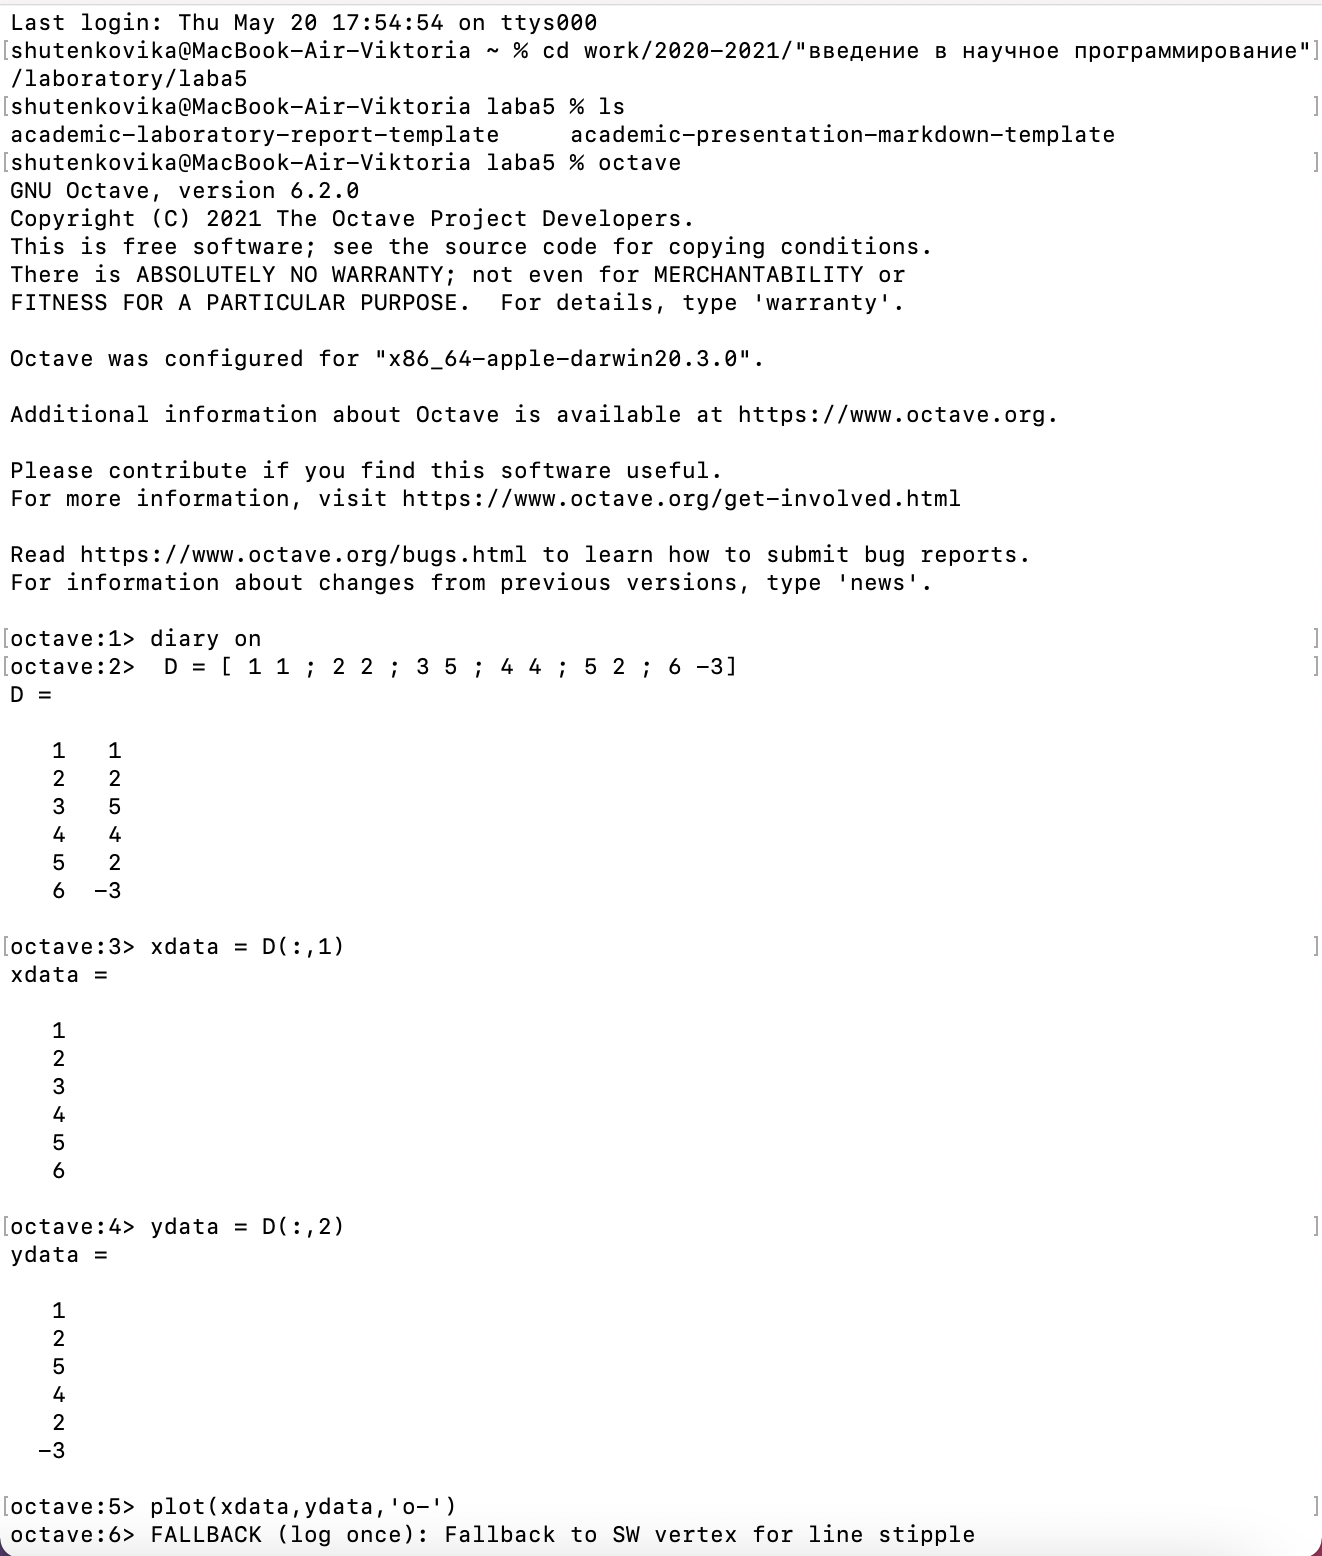 Last login: Thu May 20 17:54:54 on ttys000
[shutenkovika@MacBook-Air-Viktoria ~ % cd work/2020-2021/"введение в научное программирование"]
/laboratory/laba5
[shutenkovika@MacBook-Air-Viktoria laba5 % ls ]
academic-laboratory-report-template     academic-presentation-markdown-template
[shutenkovika@MacBook-Air-Viktoria laba5 % octave ]
GNU Octave, version 6.2.0
Copyright (C) 2021 The Octave Project Developers.
This is free software; see the source code for copying conditions.
There is ABSOLUTELY NO WARRANTY; not even for MERCHANTABILITY or
FITNESS FOR A PARTICULAR PURPOSE.  For details, type 'warranty'.

Octave was configured for "x86_64-apple-darwin20.3.0".

Additional information about Octave is available at https://www.octave.org.

Please contribute if you find this software useful.
For more information, visit https://www.octave.org/get-involved.html

Read https://www.octave.org/bugs.html to learn how to submit bug reports.
For information about changes from previous versions, type 'news'.

[octave:1> diary on ]
[octave:2>  D = [ 1 1 ; 2 2 ; 3 5 ; 4 4 ; 5 2 ; 6 -3] ]
D =

   1   1
   2   2
   3   5
   4   4
   5   2
   6  -3

[octave:3> xdata = D(:,1) ]
xdata =

   1
   2
   3
   4
   5
   6

[octave:4> ydata = D(:,2) ]
ydata =

   1
   2
   5
   4
   2
  -3

[octave:5> plot(xdata,ydata,'o-') ]
octave:6> FALLBACK (log once): Fallback to SW vertex for line stipple